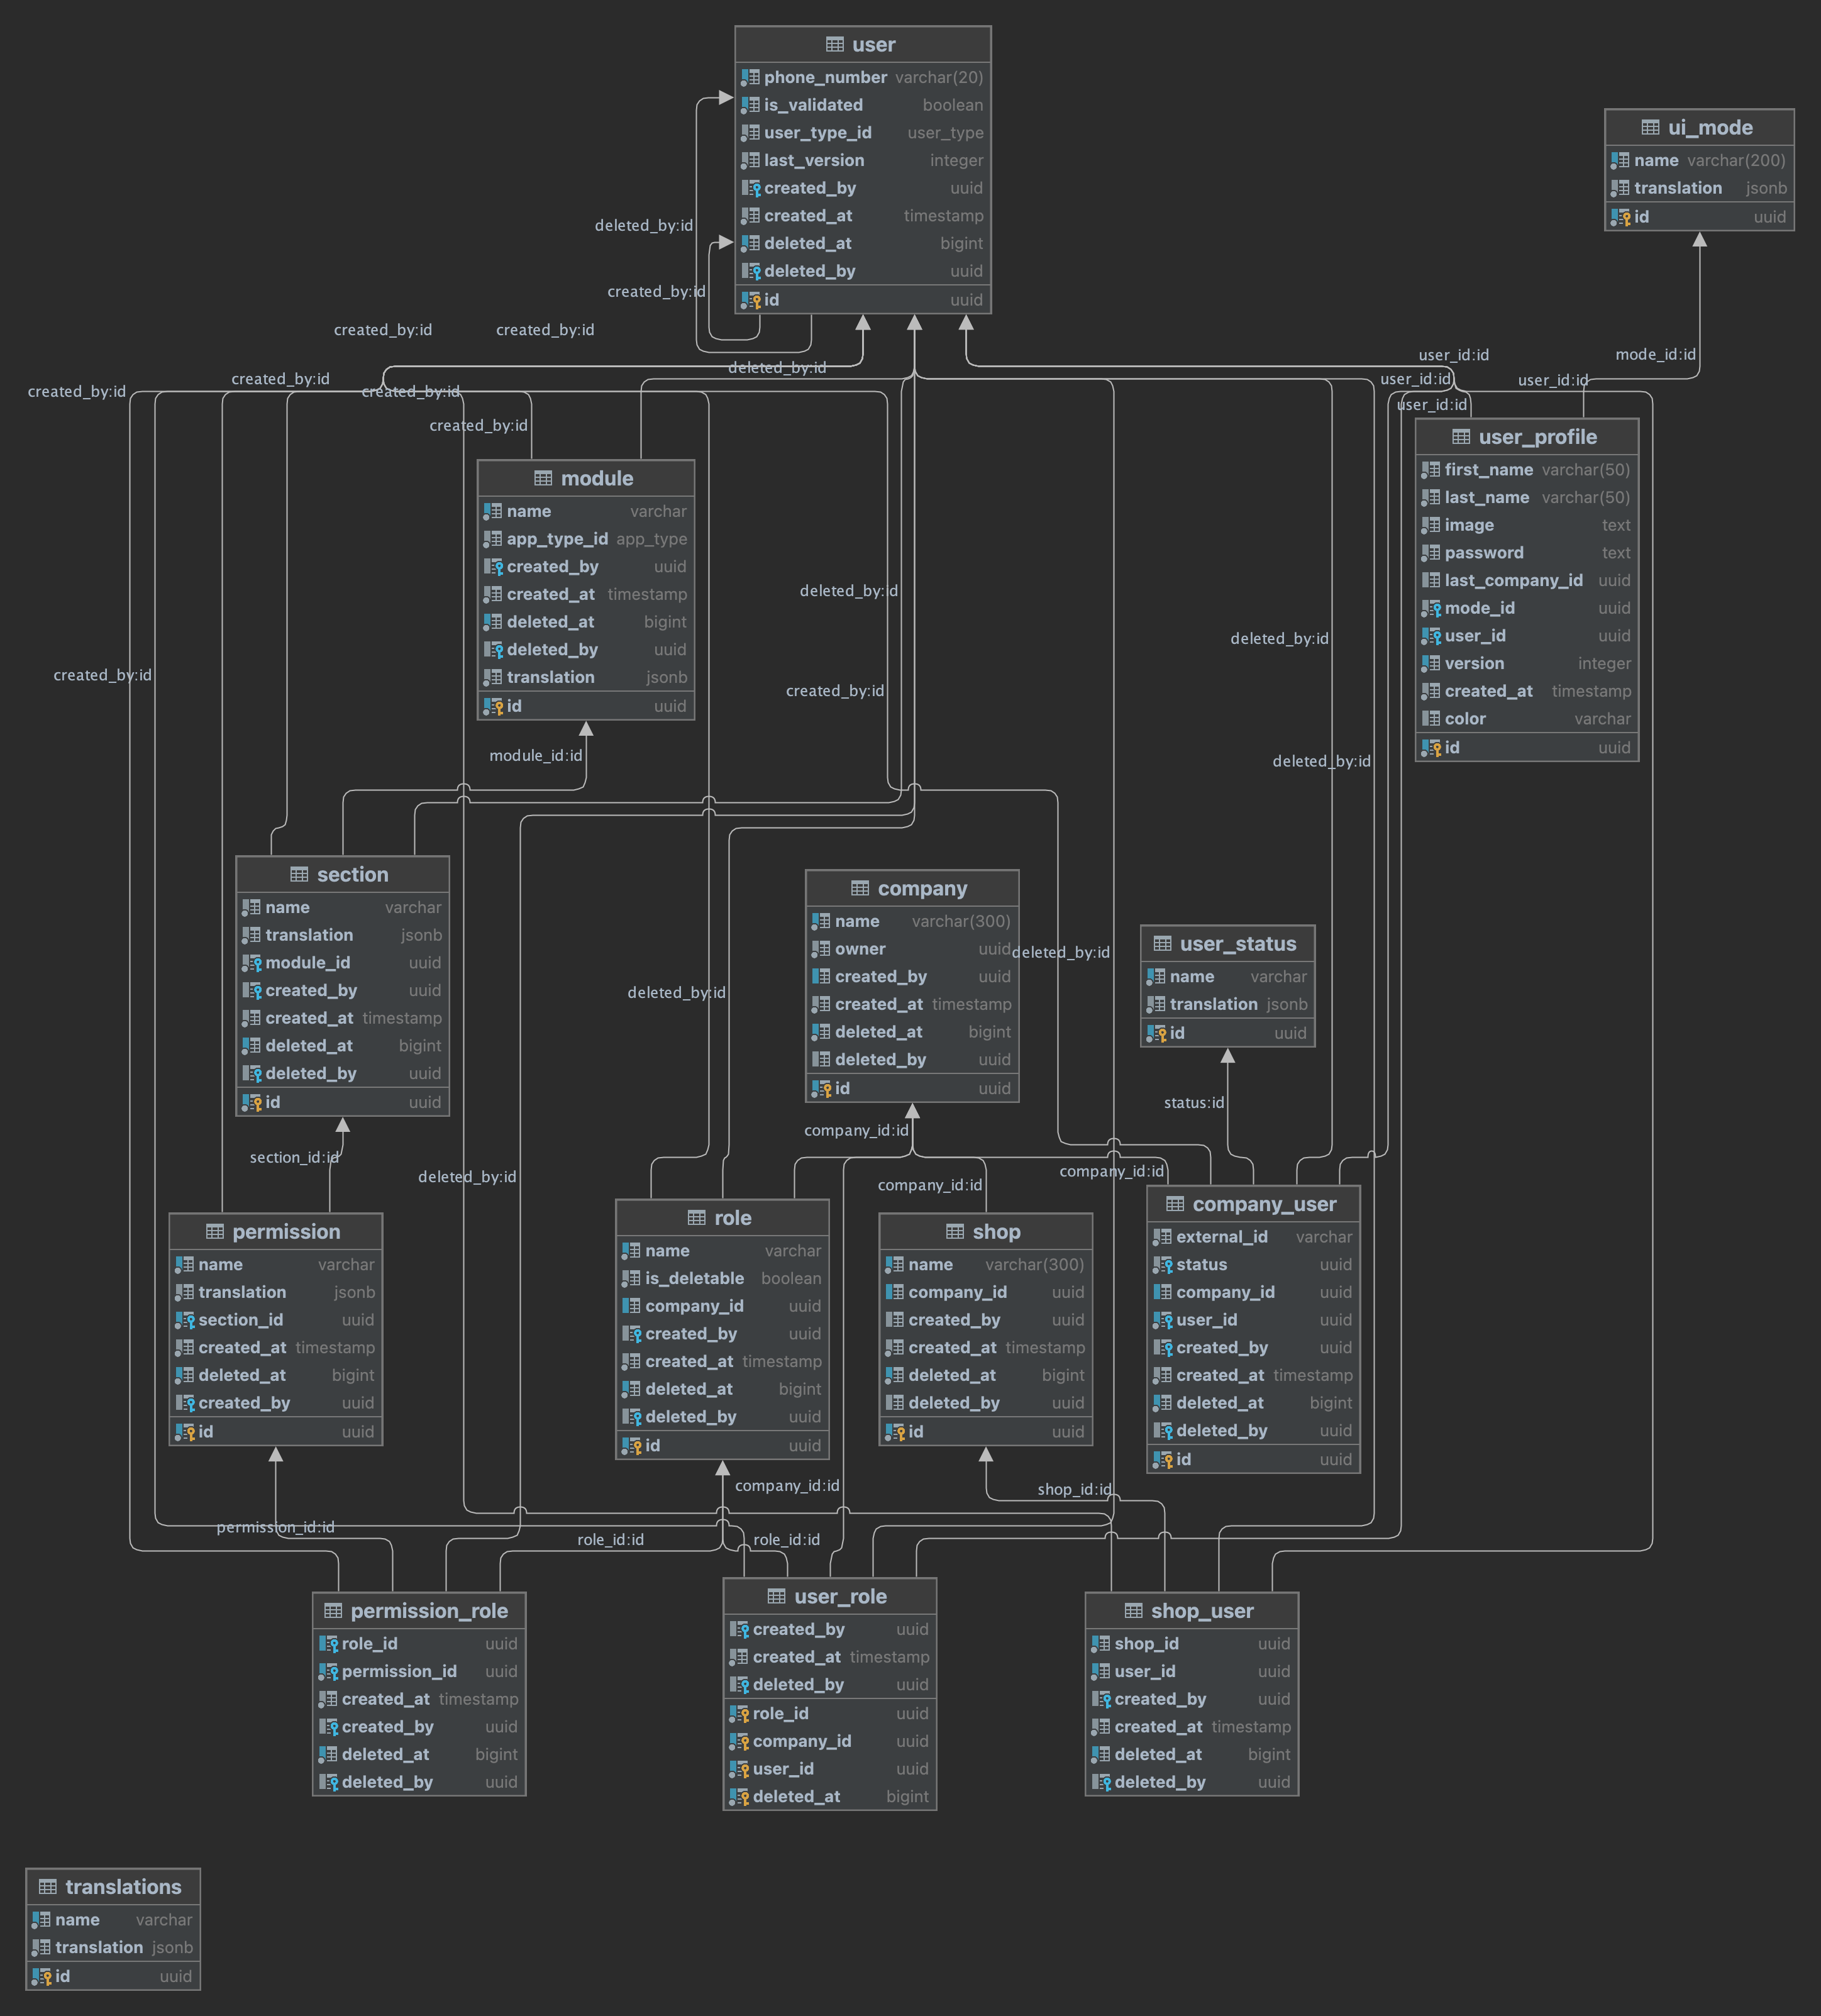 user
phone_number varchar(20)
is_validated boolean
user_type_id user_type
last_version integer
created_by uuid
created_at timestamp
deleted_at bigint
deleted_by uuid
id uuid
ui_mode
name varchar(200)
translation jsonb
id uuid
deleted_by:id
created_by:id
created_by:id
created_by:id
deleted_by:id
user_id:id
mode_id:id
created_by:id
created_by:id
created_by:id
user_id:id
user_id:id
user_id:id
created_by:id
user_profile
first_name varchar(50)
last_name varchar(50)
image text
password text
last_company_id uuid
mode_id uuid
user_id uuid
version integer
created_at timestamp
color varchar
id uuid
module
name varchar
app_type_id app_type
created_by uuid
created_at timestamp
deleted_at bigint
deleted_by uuid
translation jsonb
id uuid
deleted_by:id
deleted_by:id
created_by:id
created_by:id
module_id:id
deleted_by:id
section
name varchar
translation jsonb
module_id uuid
created_by uuid
created_at timestamp
deleted_at bigint
deleted_by uuid
id uuid
company
name varchar(300)
owner uuid
created_by uuid
created_at timestamp
deleted_at bigint
deleted_by uuid
id uuid
deleted_by:id
deleted_by:id
user_status
name varchar
translation jsonb
id uuid
status:id
company_id:id
section_id:id
deleted_by:id
company_id:id
company_id:id
permission
name varchar
translation jsonb
section_id uuid
created_at timestamp
deleted_at bigint
created_by uuid
id uuid
role
name varchar
is_deletable boolean
company_id uuid
created_by uuid
created_at timestamp
deleted_at bigint
deleted_by uuid
id uuid
shop
name varchar(300)
company_id uuid
created_by uuid
created_at timestamp
deleted_at bigint
deleted_by uuid
id uuid
company_user
external_id varchar
status uuid
company_id uuid
user_id uuid
created_by uuid
created_at timestamp
deleted_at bigint
deleted_by uuid
id uuid
company_id:id
shop_id:id
permission_id:id
role_id:id
role_id:id
permission_role
role_id uuid
permission_id uuid
created_at timestamp
created_by uuid
deleted_at bigint
deleted_by uuid
user_role
created_by uuid
created_at timestamp
deleted_by uuid
role_id uuid
company_id uuid
user_id uuid
deleted_at bigint
shop_user
shop_id uuid
user_id uuid
created_by uuid
created_at timestamp
deleted_at bigint
deleted_by uuid
translations
name varchar
translation jsonb
id uuid